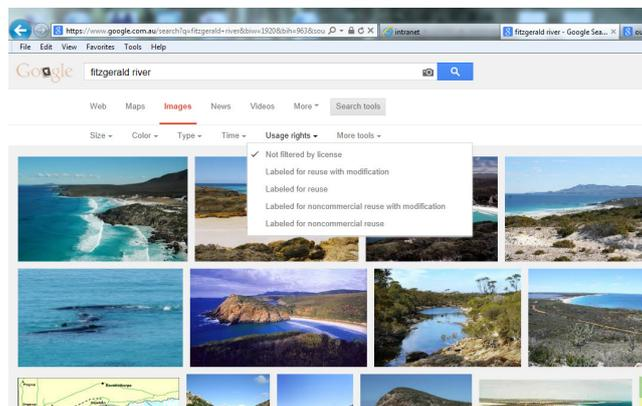 https://www.google.com.au/search?q=fitzgerald+river&biw=1920&bih=963&sou
intranet
fitzgerald river - Google Sea...
File Edit View Favorites Tools Help
Google
fitzgerald river
Web Maps Images News Videos More Search tools
Size Color Type Time Usage rights More tools
Not filtered by license
Labeled for reuse with modification
Labeled for reuse
Labeled for noncommercial reuse with modification
Labeled for noncommercial reuse